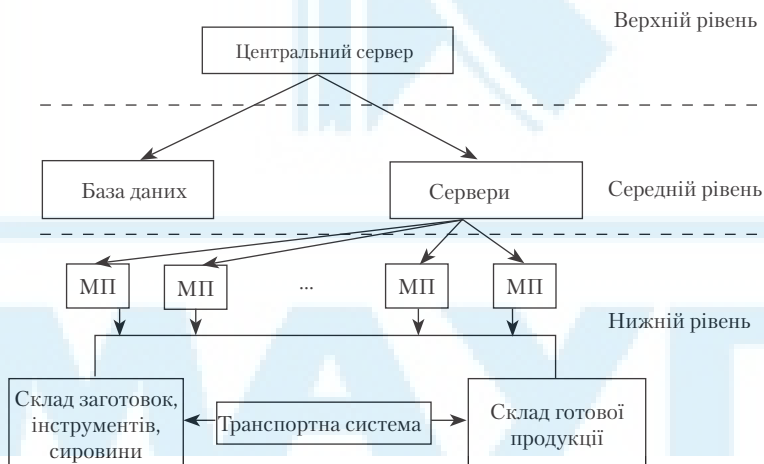 Верхній рівень
Центральний сервер
База даних
Сервери
Середній рівень
МП
МП
...
МП
МП
Нижній рівень
Склад заготовок,
інструментів,
сировини
Транспортна система
Склад готової
продукції
МАУП